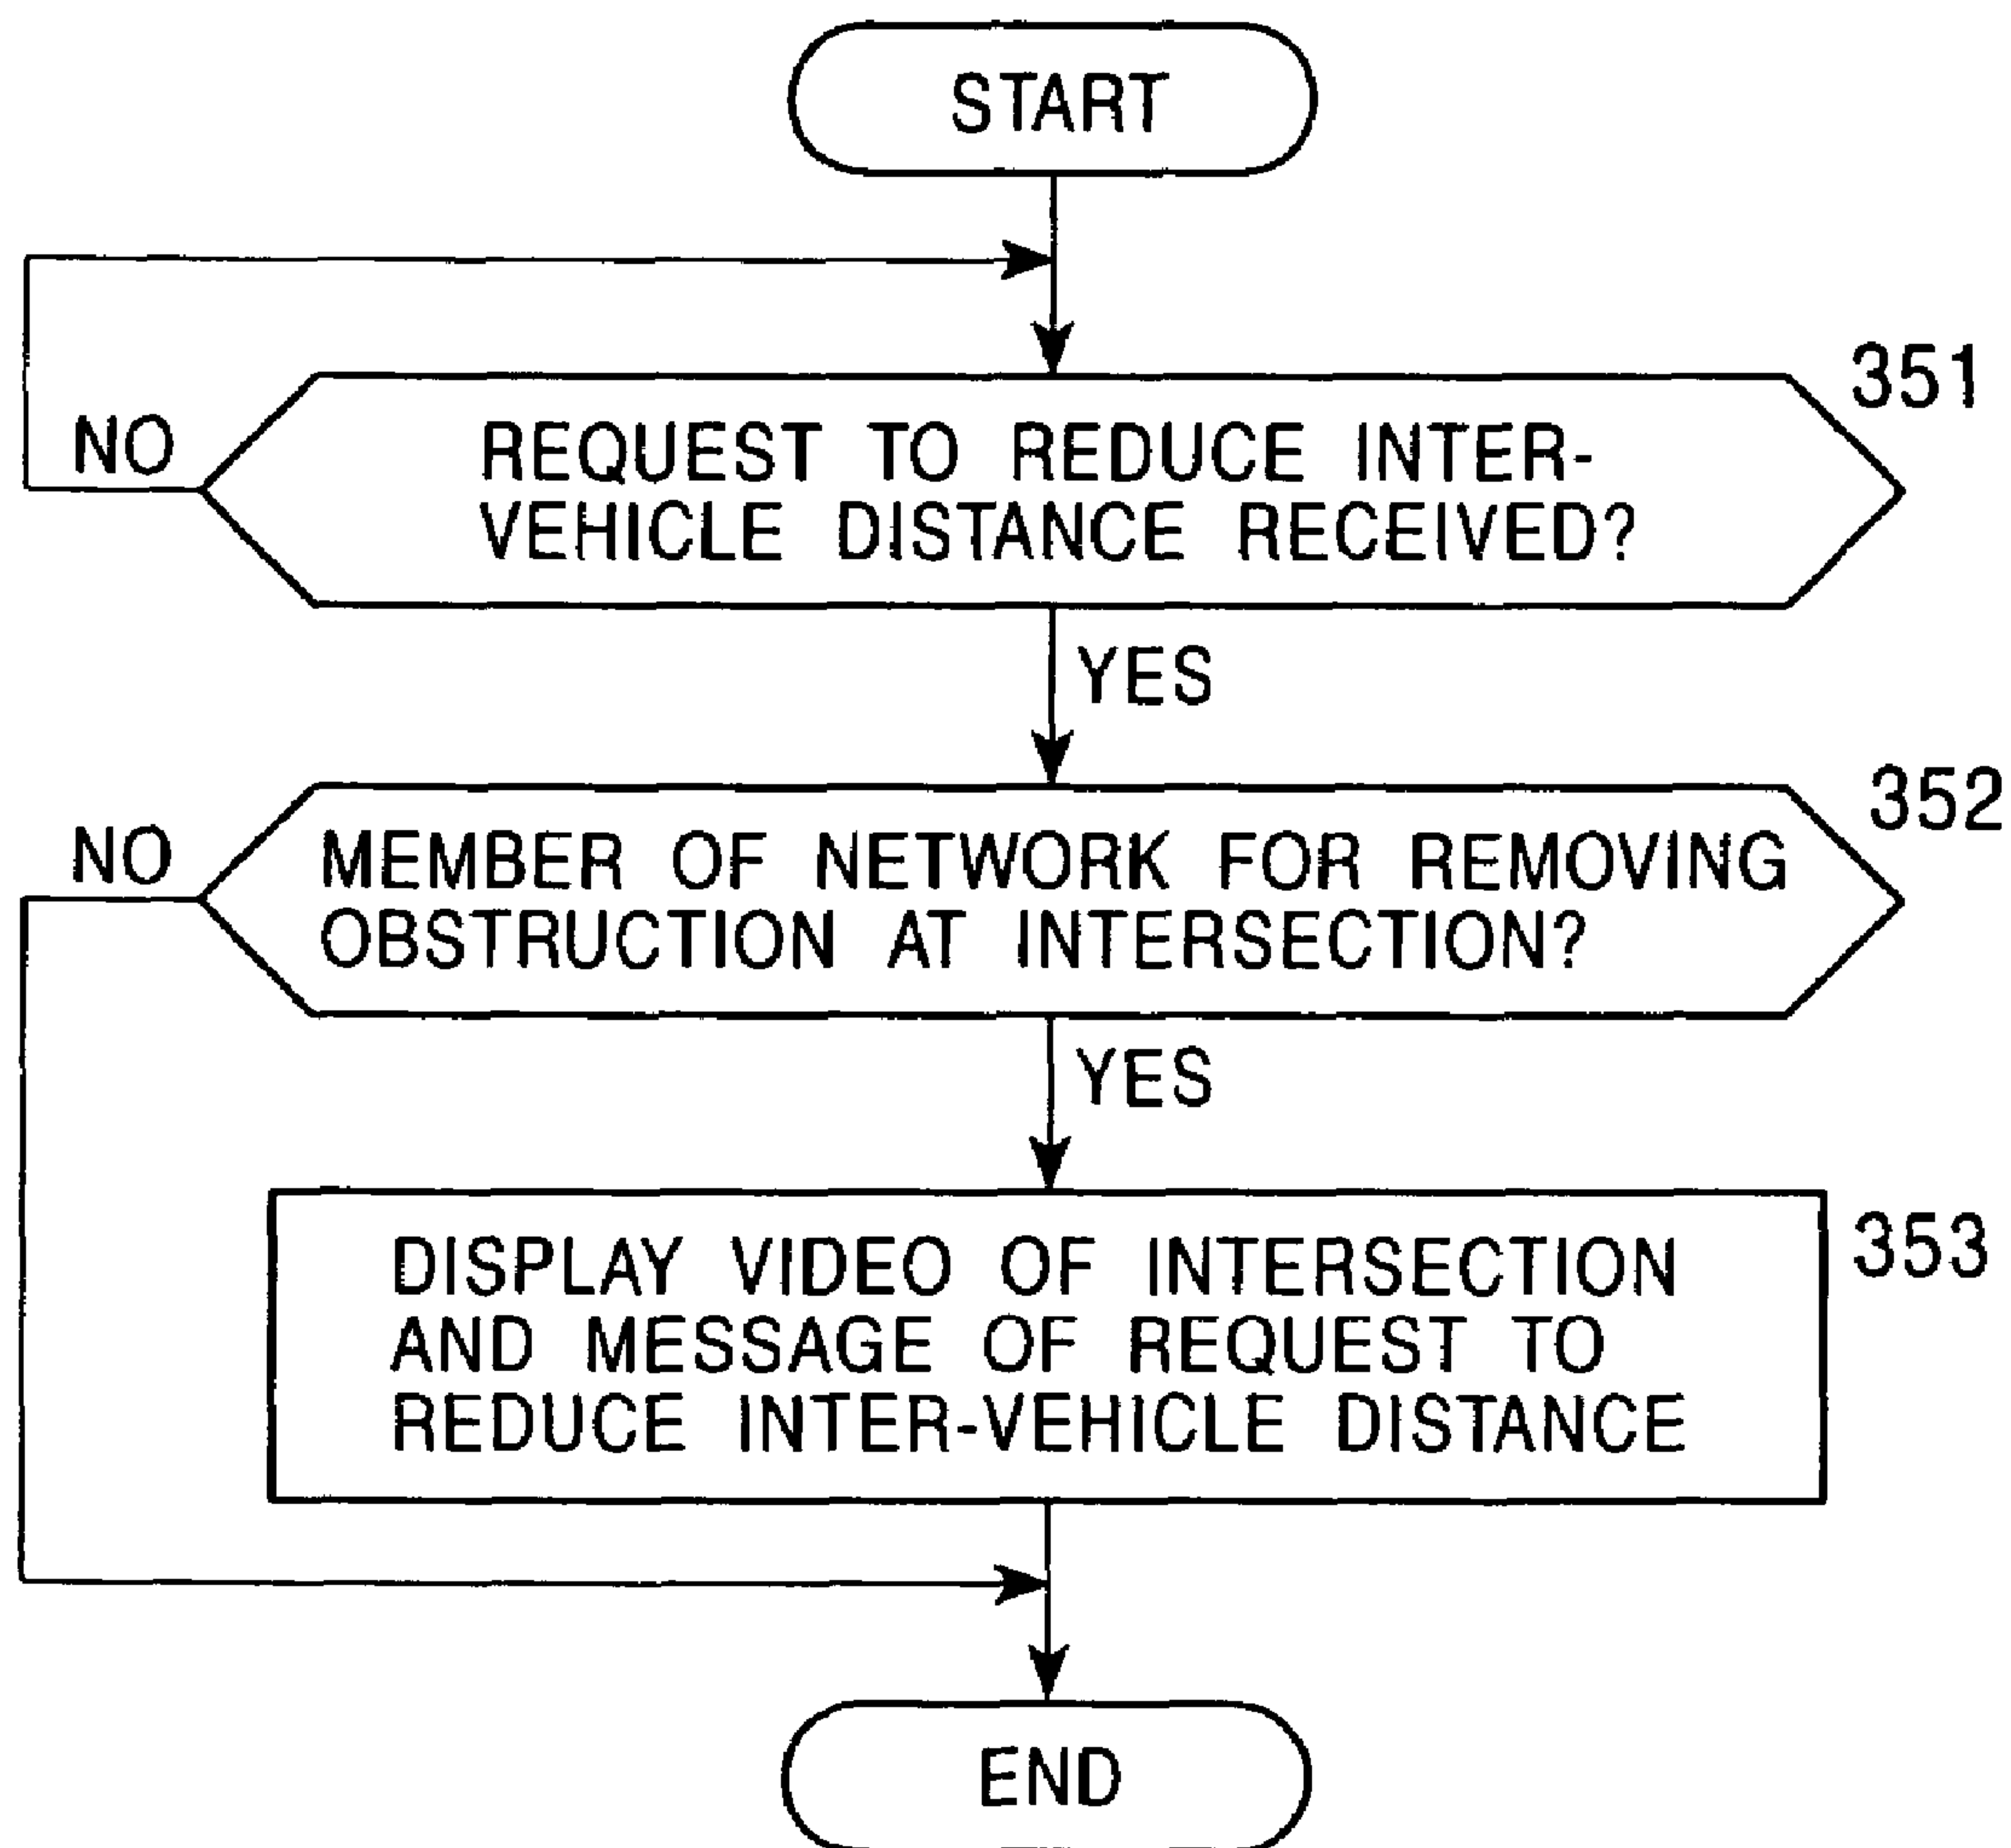 START
351
REQUEST TO REDUCE INTER-
VEHICLE DISTANCE RECEIVED?
NO
YES
352
MEMBER OF NETWORK FOR REMOVING
OBSTRUCTION AT INTERSECTION?
NO
YES
353
DISPLAY VIDEO OF INTERSECTION
AND MESSAGE OF REQUEST TO
REDUCE INTER-VEHICLE DISTANCE
END